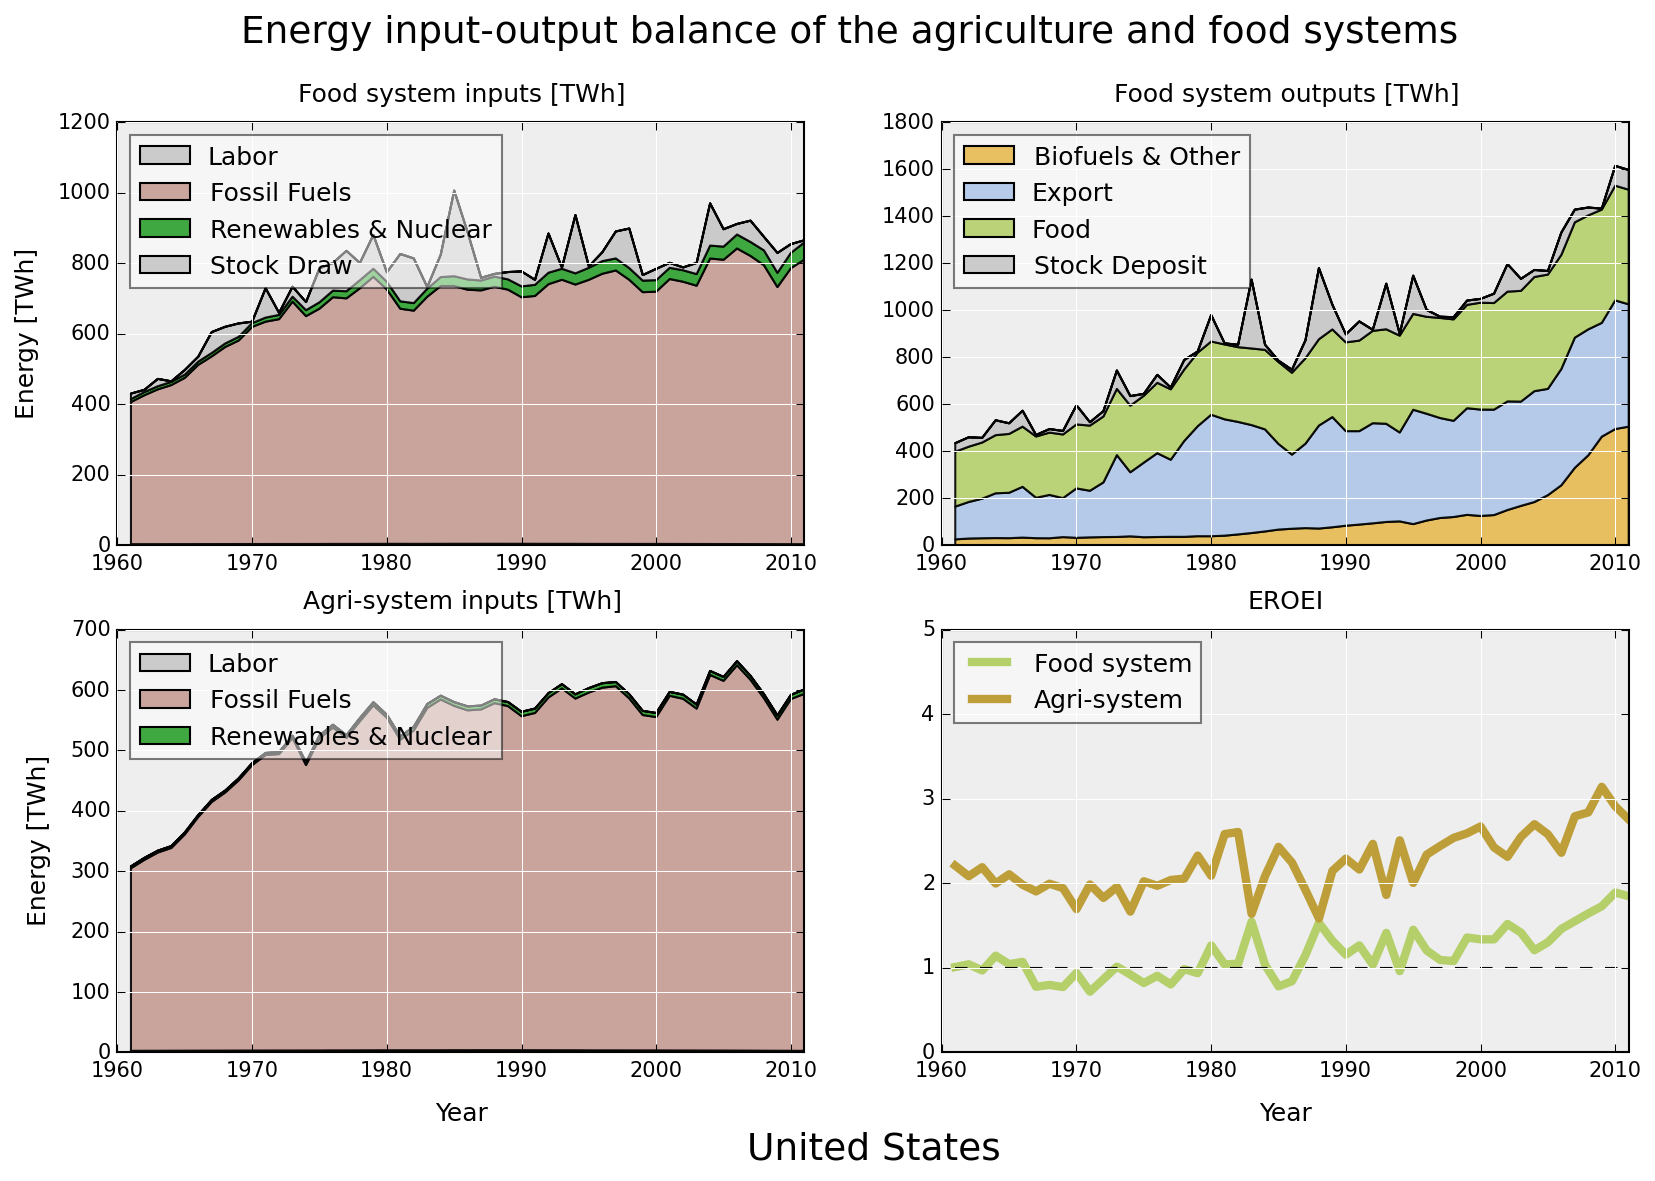 Energy input-output balance of the agriculture and food systems
Food system inputs [TWh]
Energy [TWh]
1200
1000
800
600
400
200
0
Labor
Fossil Fuels
Renewables & Nuclear
Stock Draw
1960 1970 1980 1990 2000 2010
Food system outputs [TWh]
1800
1600
1400
1200
1000
800
600
400
200
0
Biofuels & Other
Export
Food
Stock Deposit
1960 1970 1980 1990 2000 2010
Agri-system inputs [TWh]
Energy [TWh]
700
600
500
400
300
200
100
0
Labor
Fossil Fuels
Renewables & Nuclear
1960 1970 1980 1990 2000 2010
Year
EROEI
5
4
3
2
1
0
Food system
Agri-system
1960 1970 1980 1990 2000 2010
Year
United States